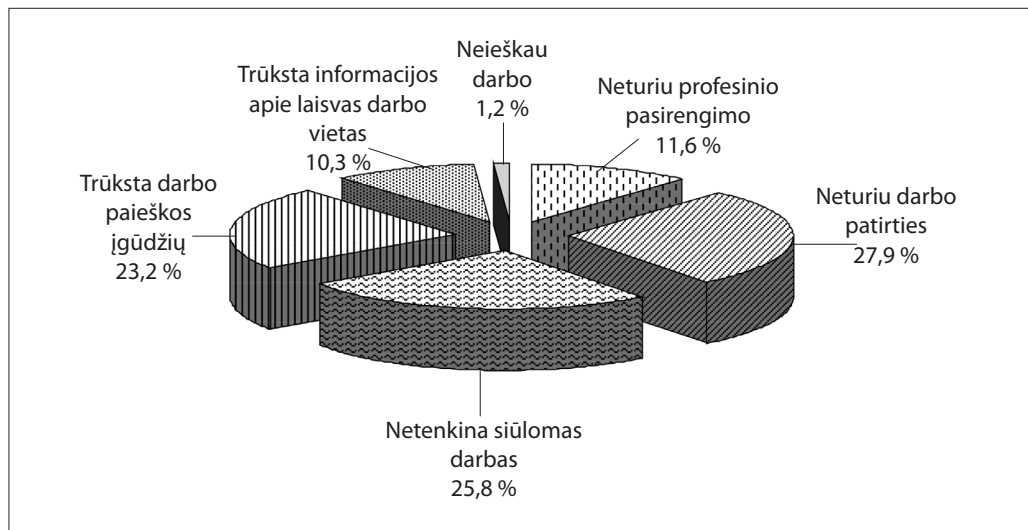 Neieškau
darbo
1,2 %
Neturiu profesinio
pasirengimo
11,6 %
Neturiu darbo
patirties
27,9 %
Netenkina siūlomas
darbas
25,8 %
Trūksta darbo
paieškos
įgūdžių
23,2 %
Trūksta informacijos
apie laisvas darbo
vietas
10,3 %